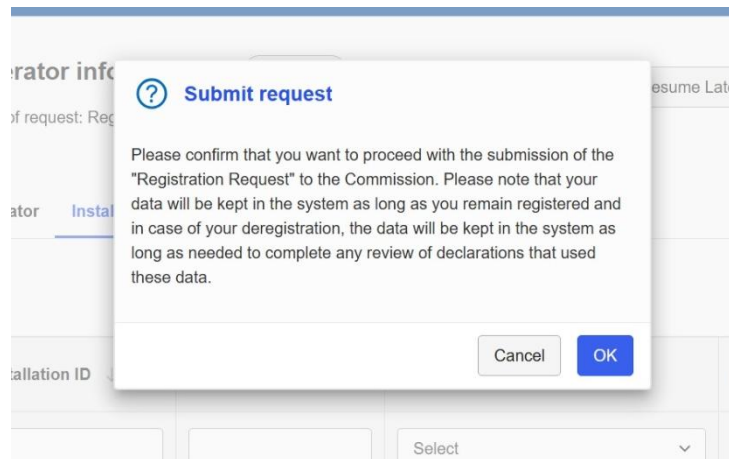 erator info
Submit request
esume Late
of request: Reg
Please confirm that you want to proceed with the submission of the
"Registration Request" to the Commission. Please note that your
data will be kept in the system as long as you remain registered and
in case of your deregistration, the data will be kept in the system as
long as needed to complete any review of declarations that used
these data.
ator Instal
Cancel OK
tallation ID
Select